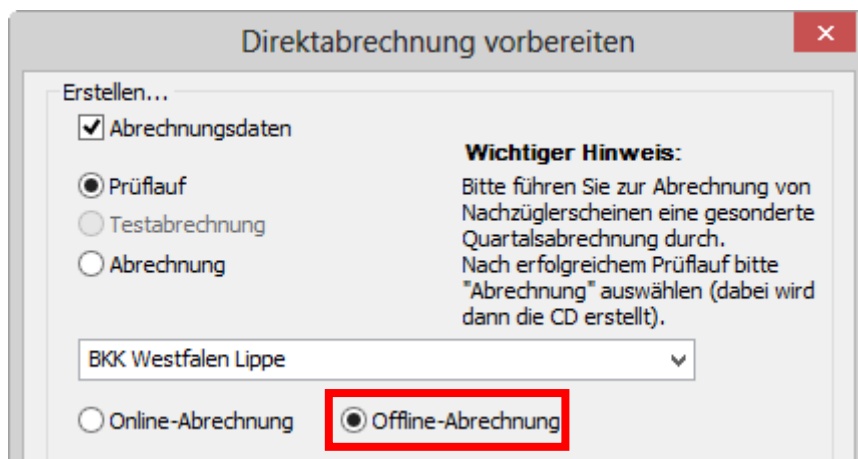 Direktabrechnung vorbereiten
Erstellen...
Abrechnungsdaten
Wichtiger Hinweis:
Prüflauf
Testabrechnung
Abrechnung
Bitte führen Sie zur Abrechnung von
Nachzüglerscheinen eine gesonderte
Quartalsabrechnung durch.
Nach erfolgreichem Prüflauf bitte
"Abrechnung" auswählen (dabei wird
dann die CD erstellt).
BKK Westfalen Lippe
Online-Abrechnung Offline-Abrechnung